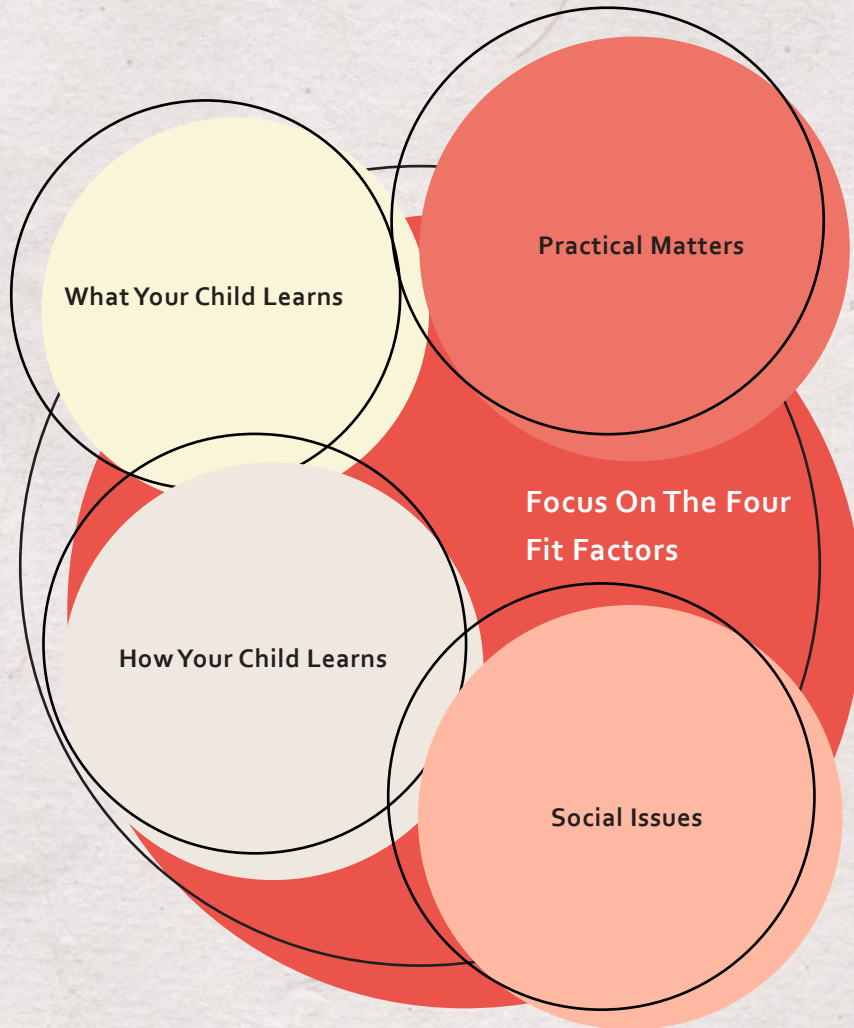 Practical Matters
What Your Child Learns
Focus On The Four
Fit Factors
How Your Child Learns
Social Issues